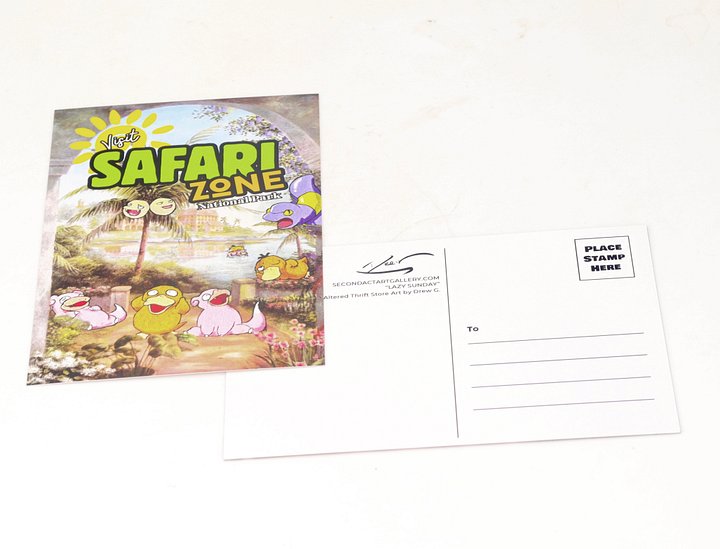 Visit
SAFARI
ZONE
National Park
SECONDACTARTGALLERY.COM
"LAZY SUNDAY"
Altered Thrift Store Art by Drew G.
PLACE
STAMP
HERE
To